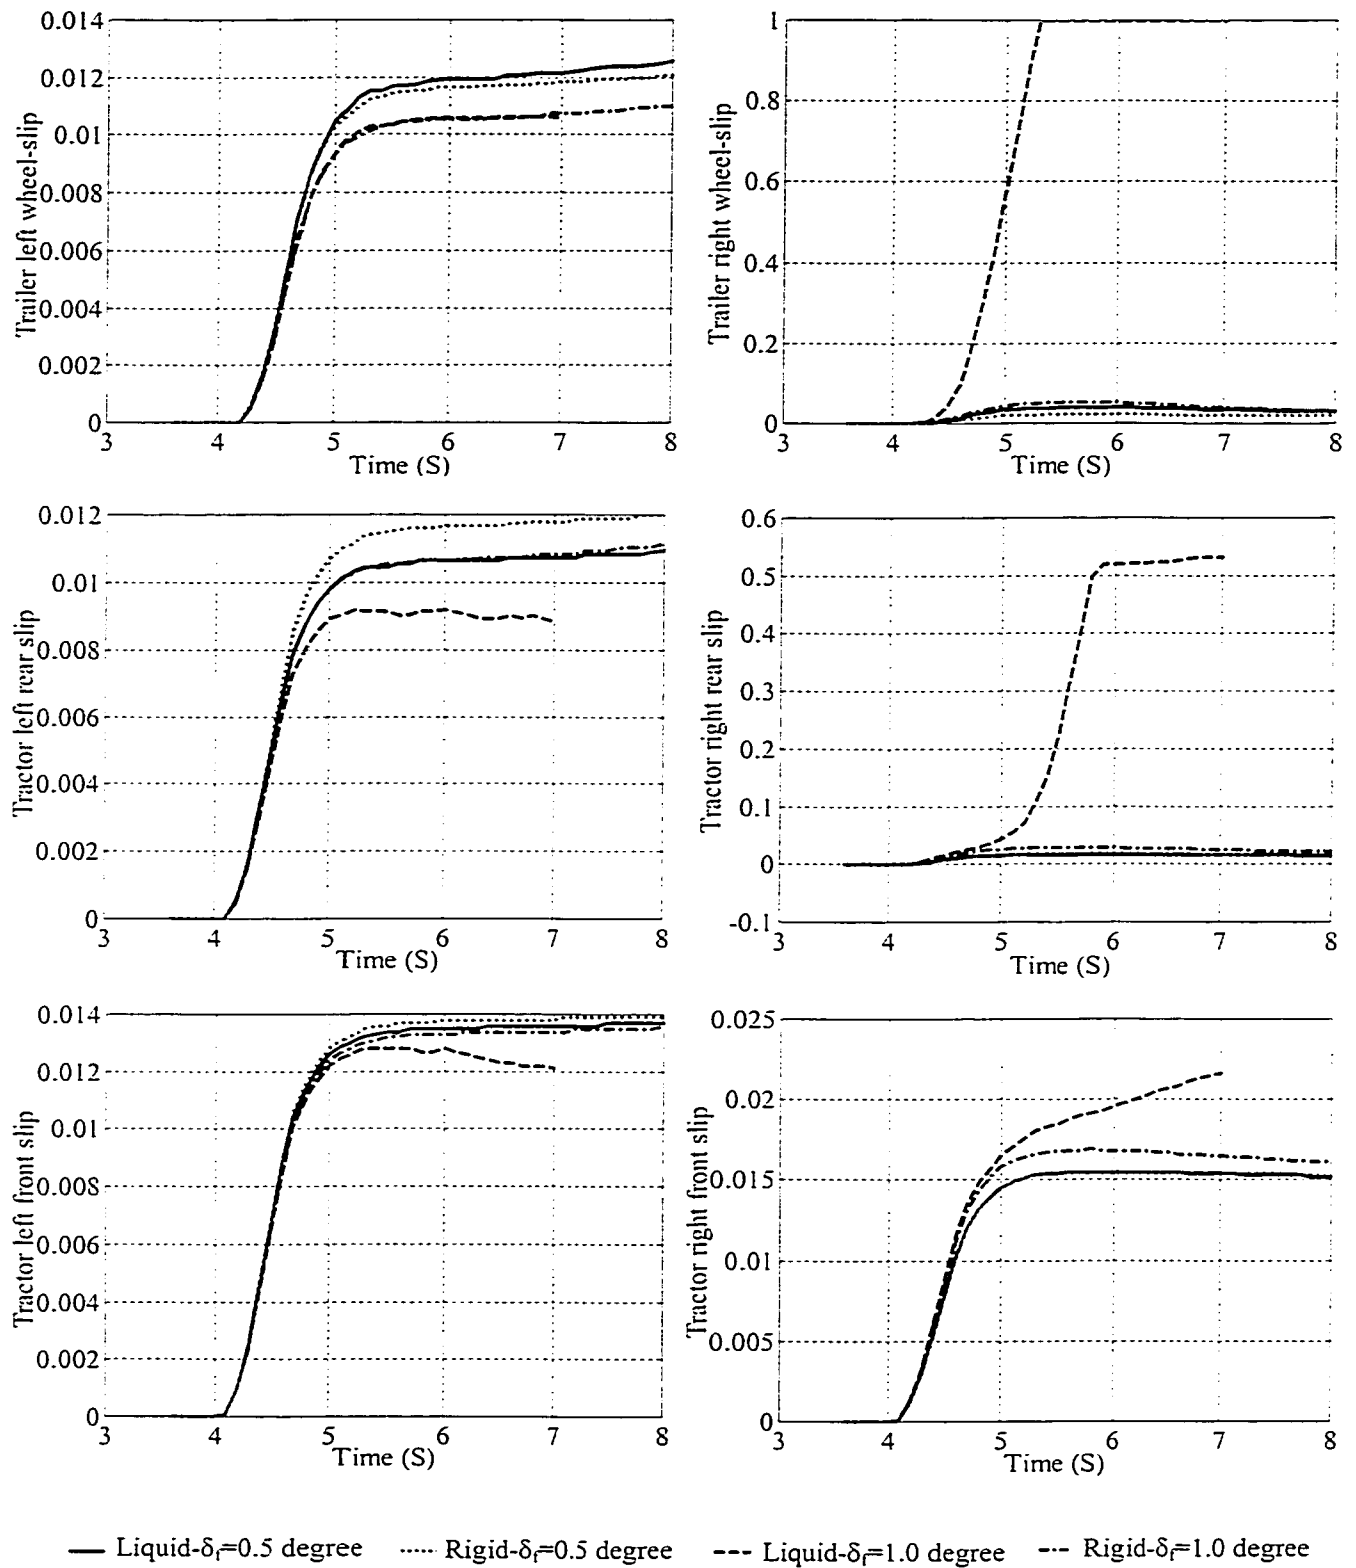 0.014
0.012
0.01
0.008
0.006
0.004
0.002
0
3 4 5 6 7 8
Time (S)
Trailer left wheel-slip
1
0.8
0.6
0.4
0.2
0
3 4 5 6 7 8
Time (S)
Trailer right wheel-slip
0.012
0.01
0.008
0.006
0.004
0.002
0
3 4 5 6 7 8
Time (S)
Tractor left rear slip
0.6
0.5
0.4
0.3
0.2
0.1
0
-0.1
3 4 5 6 7 8
Time (S)
Tractor right rear slip
0.014
0.012
0.01
0.008
0.006
0.004
0.002
0
3 4 5 6 7 8
Time (S)
Tractor left front slip
0.025
0.02
0.015
0.01
0.005
0
3 4 5 6 7 8
Time (S)
Tractor right front slip
Liquid-δf=0.5 degree Rigid-δf=0.5 degree Liquid-δf=1.0 degree Rigid-δf=1.0 degree